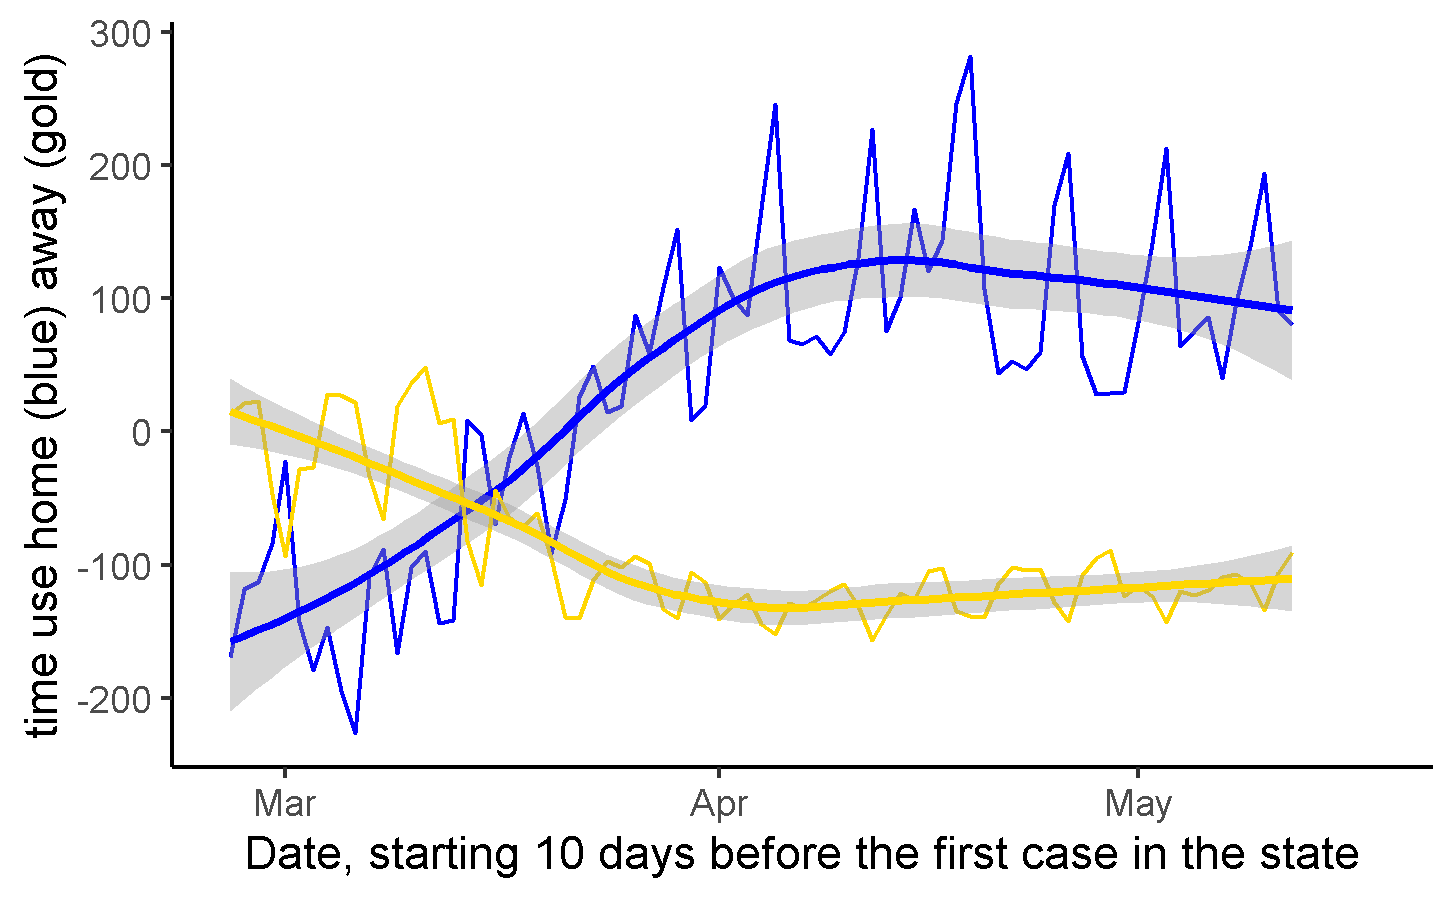 time use home (blue) away (gold)
300
200
100
0
-100
-200
Mar Apr May
Date, starting 10 days before the first case in the state